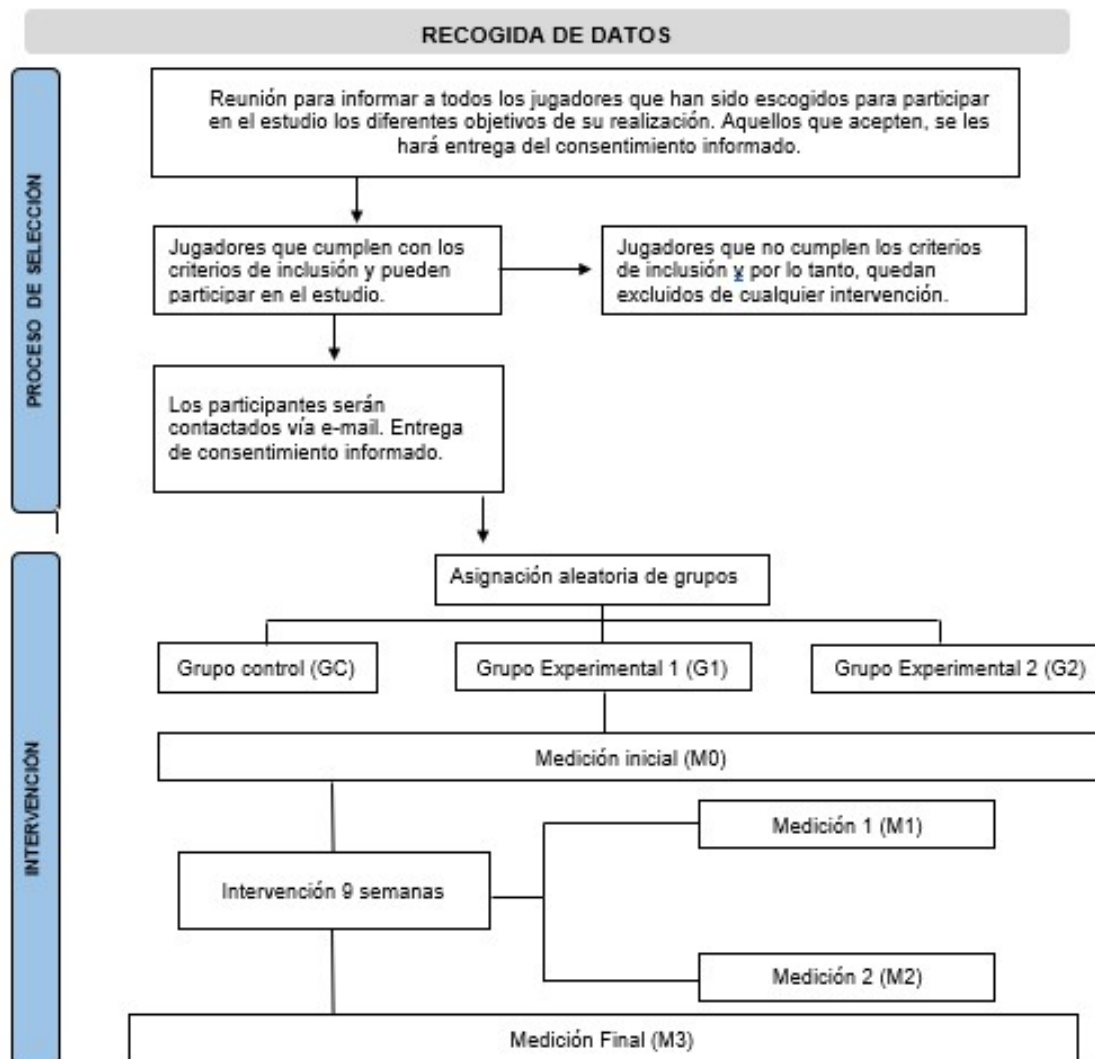 RECOGIDA DE DATOS
PROCESO DE SELECCIÓN
Reunión para informar a todos los jugadores que han sido escogidos para participar
en el estudio los diferentes objetivos de su realización. Aquellos que acepten, se les
hará entrega del consentimiento informado.
Jugadores que cumplen con los
criterios de inclusión y pueden
participar en el estudio.
Jugadores que no cumplen los criterios
de inclusión y por lo tanto, quedan
excluidos de cualquier intervención.
Los participantes serán
contactados vía e-mail. Entrega
de consentimiento informado.
INTERVENCIÓN
Asignación aleatoria de grupos
Grupo control (GC)
Grupo Experimental 1 (G1)
Grupo Experimental 2 (G2)
Medición inicial (M0)
Medición 1 (M1)
Intervención 9 semanas
Medición 2 (M2)
Medición Final (M3)